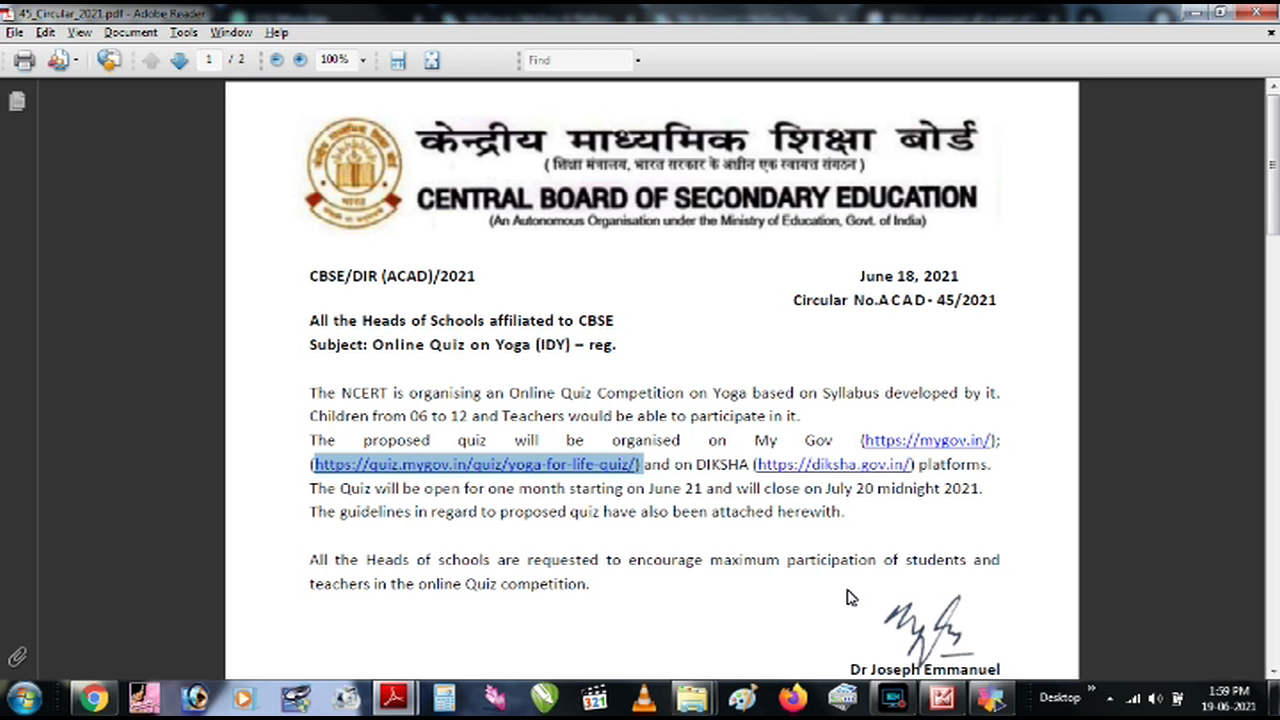 45_Circular_2021.pdf - Adobe Reader
File Edit View Document Tools Window Help
1 / 2 100% Find
केन्द्रीय माध्यमिक शिक्षा बोर्ड
( शिक्षा मंत्रालय, भारत सरकार के अधीन एक स्वायत्त संगठन )
CENTRAL BOARD OF SECONDARY EDUCATION
(An Autonomous Organisation under the Ministry of Education, Govt. of India)
भारत
CBSE/DIR (ACAD)/2021 June 18, 2021
Circular No.ACAD- 45/2021
All the Heads of Schools affiliated to CBSE
Subject: Online Quiz on Yoga (IDY) – reg.
The NCERT is organising an Online Quiz Competition on Yoga based on Syllabus developed by it.
Children from 06 to 12 and Teachers would be able to participate in it.
The proposed quiz will be organised on My Gov (https://mygov.in/);
(https://quiz.mygov.in/quiz/yoga-for-life-quiz/) and on DIKSHA (https://diksha.gov.in/) platforms.
The Quiz will be open for one month starting on June 21 and will close on July 20 midnight 2021.
The guidelines in regard to proposed quiz have also been attached herewith.
All the Heads of schools are requested to encourage maximum participation of students and
teachers in the online Quiz competition.
Dr Joseph Emmanuel
321
Desktop »
1:59 PM
19-06-2021